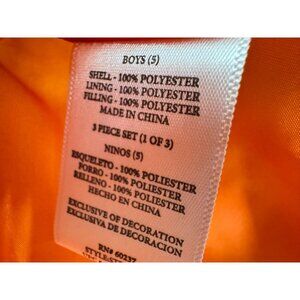 BOYS (5)
SHELL - 100% POLYESTER
LINING - 100% POLYESTER
FILLING - 100% POLYESTER
MADE IN CHINA
3 PIECE SET (1 OF 3)
NINOS (5)
ESQUELETO - 100% POLIESTER
FORRO - 100% POLIESTER
RELLENO - 100% POLIESTER
HECHO EN CHINA
EXCLUSIVE OF DECORATION
EXCLUSIVA DE DECORACION
RN# 60237